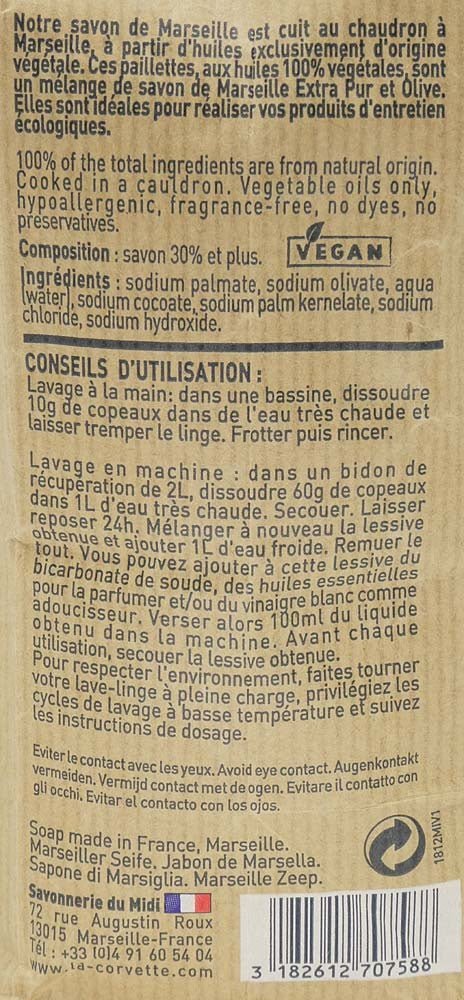 Notre savon de Marseille est cuit au chaudron à
Marseille, à partir d'huiles exclusivement d'origine
végétale. Ces paillettes, aux huiles 100% végétales, sont
un mélange de savon de Marseille Extra Pur et Olive.
Elles sont idéales pour réaliser vos produits d'entretien
écologiques.
100% of the total ingredients are from natural origin.
Cooked in a cauldron. Vegetable oils only,
hypoallergenic, fragrance-free, no dyes, no
preservatives.
Composition : savon 30% et plus. VEGAN
Ingrédients : sodium palmate, sodium olivate, aqua
(water), sodium cocoate, sodium palm kernelate, sodium
chloride, sodium hydroxide.
CONSEILS D'UTILISATION :
Lavage à la main: dans une bassine, dissoudre
10g de copeaux dans de l'eau très chaude et
laisser tremper le linge. Frotter puis rincer.
Lavage en machine : dans un bidon de
récupération de 2L, dissoudre 60g de copeaux
dans 1L d'eau très chaude. Secouer. Laisser
reposer 24h. Mélanger à nouveau la lessive
obtenue et ajouter 1L d'eau froide. Remuer le
tout. Vous pouvez ajouter à cette lessive du
bicarbonate de soude, des huiles essentielles
pour la parfumer et/ou du vinaigre blanc comme
adoucisseur. Verser alors 100ml du liquide
obtenu dans la machine. Avant chaque
utilisation, secouer la lessive obtenue.
Pour respecter l'environnement, faites tourner
votre lave-linge à pleine charge, privilégiez les
cycles de lavage à basse température et suivez
les instructions de dosage.
Eviter le contact avec les yeux. Avoid eye contact. Augenkontakt
vermeiden. Vermijd contact met de ogen. Evitare il contatto con
gli occhi. Evitar el contacto con los ojos.
Soap made in France, Marseille.
Marseiller Seife. Jabon de Marsella.
Sapone di Marsiglia. Marseille Zeep.
1812MIV1
Savonnerie du Midi
72 rue Augustin Roux
13015 Marseille-France
Tél : +33 (0)4 91 60 54 04
www.la-corvette.com
3 182612 707588